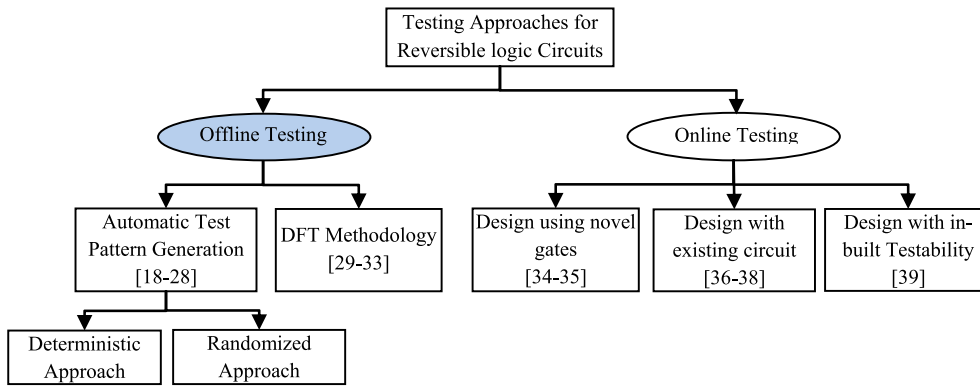 Testing Approaches for
Reversible logic Circuits
Offline Testing
Online Testing
Automatic Test
Pattern Generation
[18-28]
DFT Methodology
[29-33]
Design using novel
gates
[34-35]
Design with
existing circuit
[36-38]
Design with in-
built Testability
[39]
Deterministic
Approach
Randomized
Approach